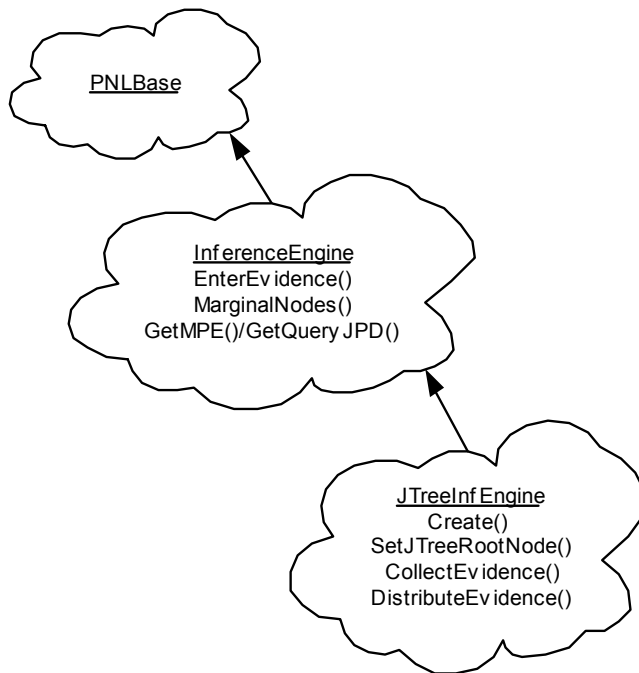 PNLBase
InferenceEngine
EnterEvidence()
MarginalNodes()
GetMPE()/GetQueryJPD()
JTreeInfEngine
Create()
SetJTreeRootNode()
CollectEvidence()
DistributeEvidence()